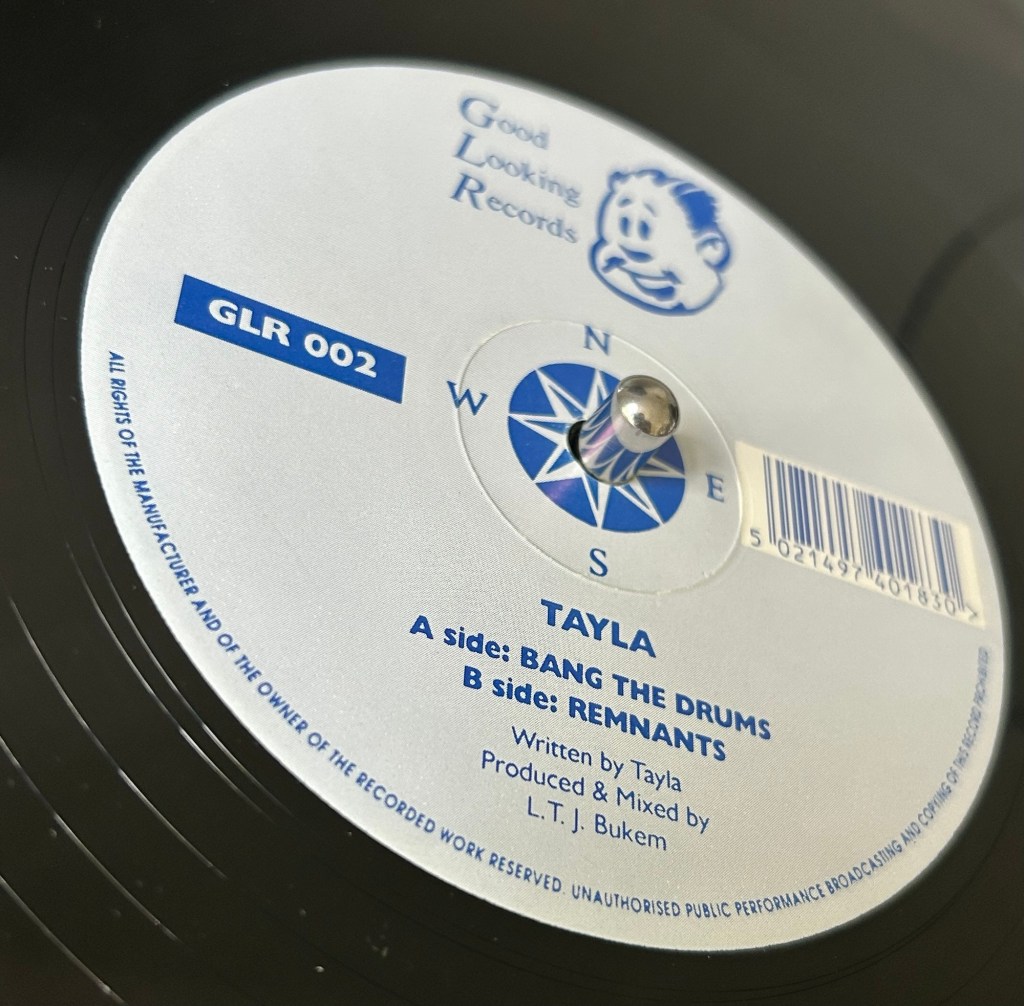 Good
Looking
Records
GLR 002
N
W
E
S
5 021497 401830 >
TAYLA
A side: BANG THE DRUMS
B side: REMNANTS
Written by Tayla
Produced & Mixed by
L.T.J. Bukem
ALL RIGHTS OF THE MANUFACTURER AND OF THE OWNER OF THE RECORDED WORK RESERVED. UNAUTHORISED PUBLIC PERFORMANCE BROADCASTING AND COPYING OF THIS RECORD PROHIBITED